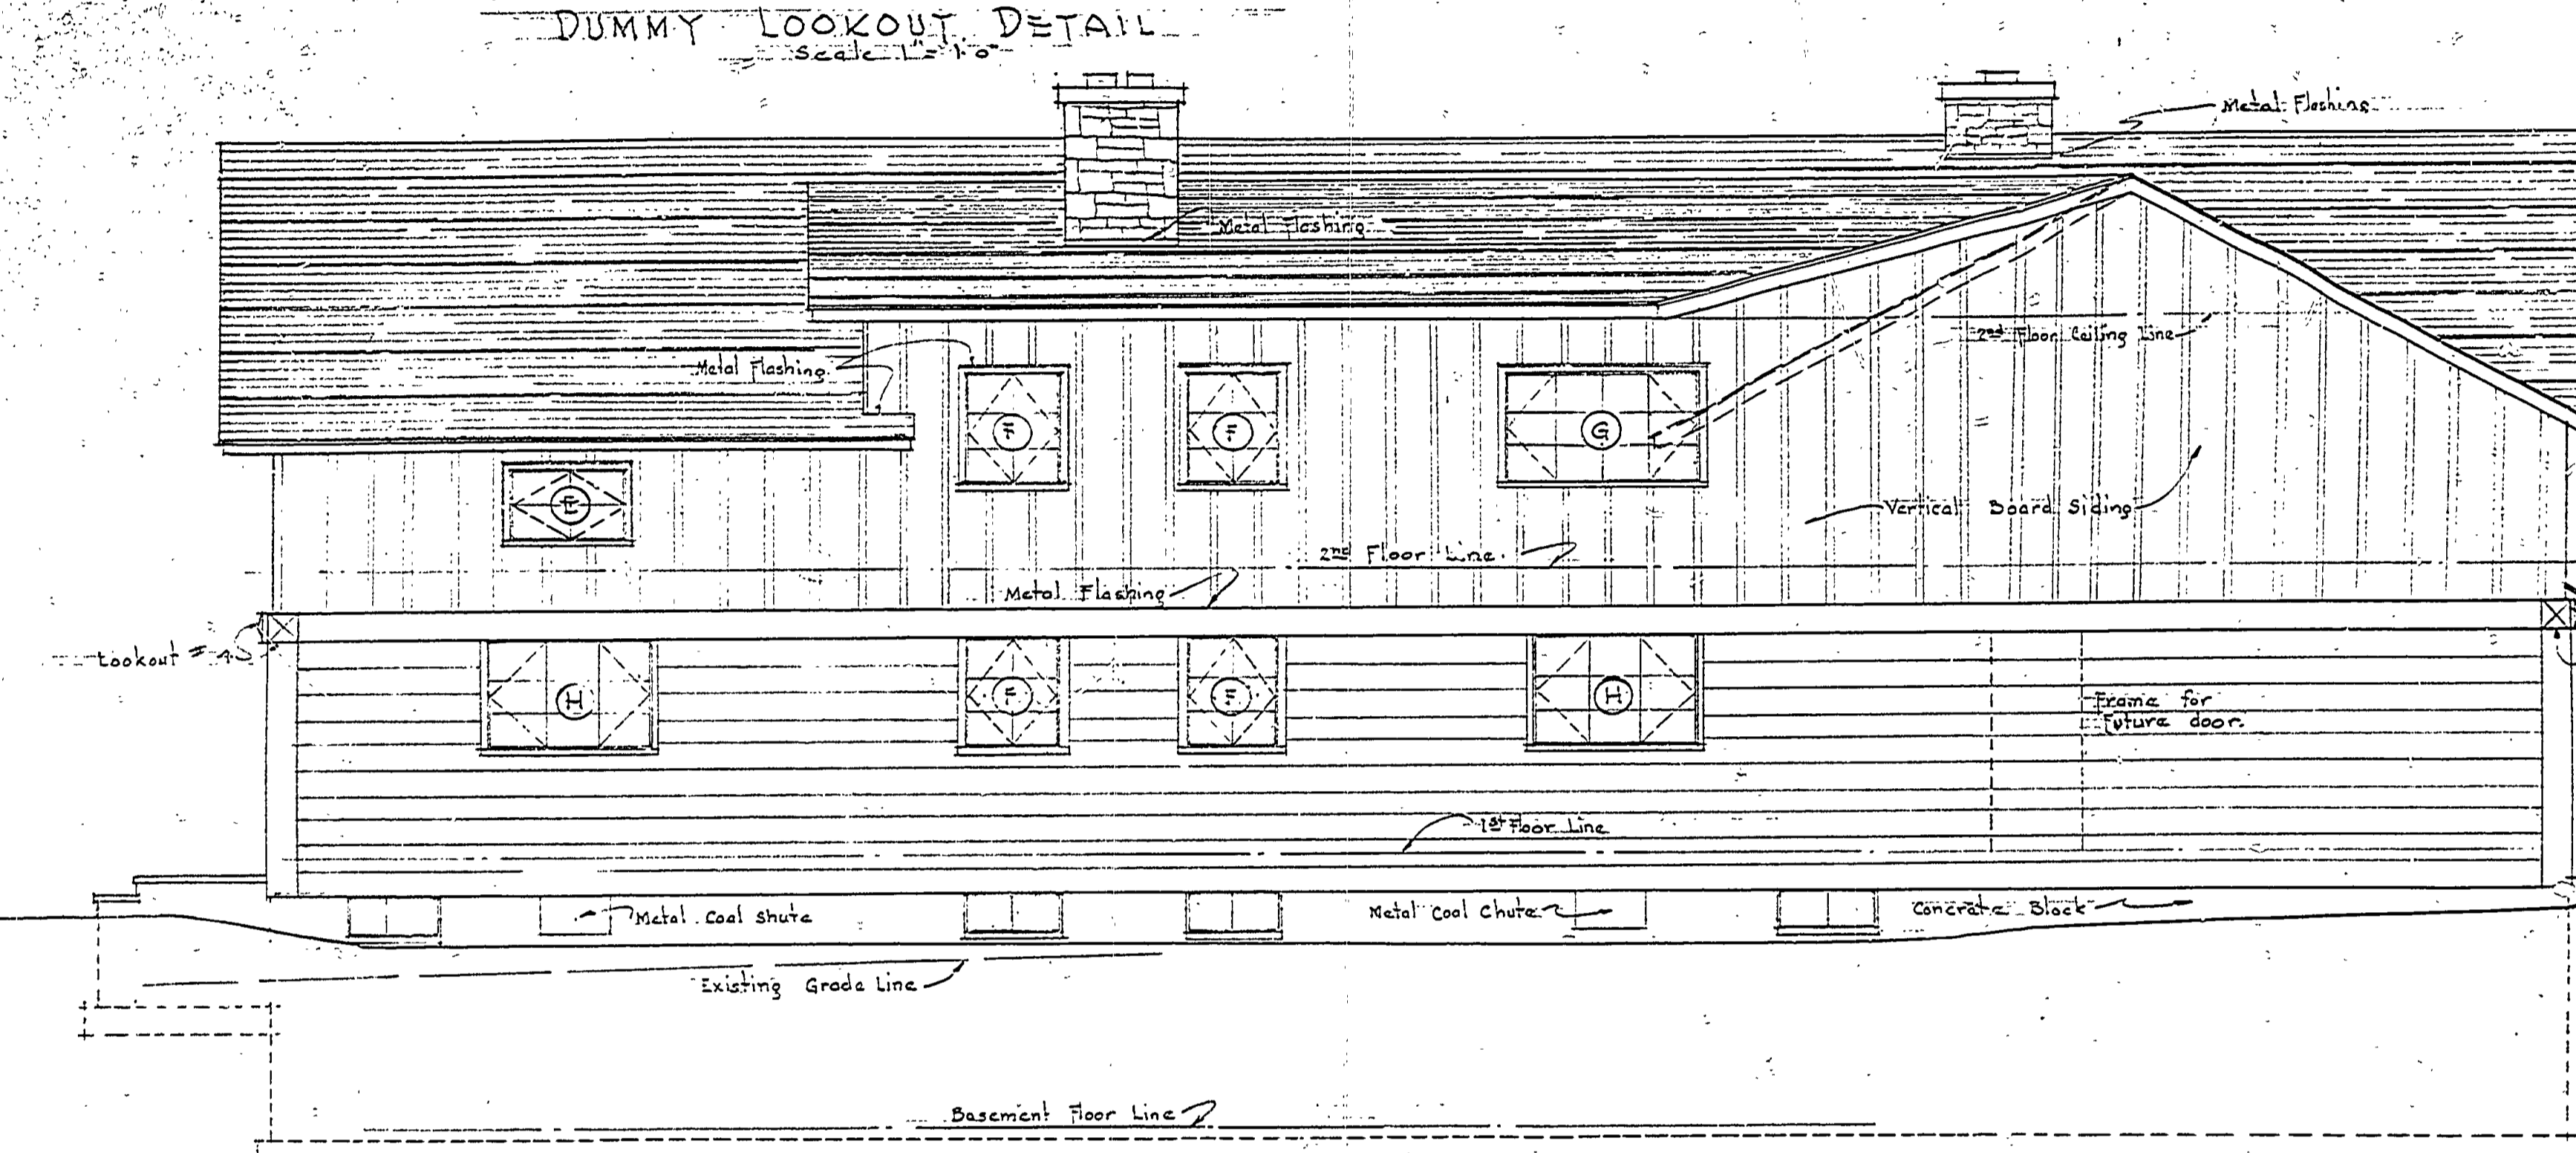 DUMMY LOOKOUT DETAIL
Scale 1"=1'-0"
Metal Flashing
Metal Flashing
2nd Floor Ceiling Line
Metal Flashing
F
F
G
E
Vertical Board Siding
2nd Floor Line.
Metal Flashing
Lookout #
H
F
F
H
Frame for
Future door.
1st Floor Line
Metal Coal Shute
Metal Coal Chute
Concrete Block
Existing Grade Line
Basement Floor Line